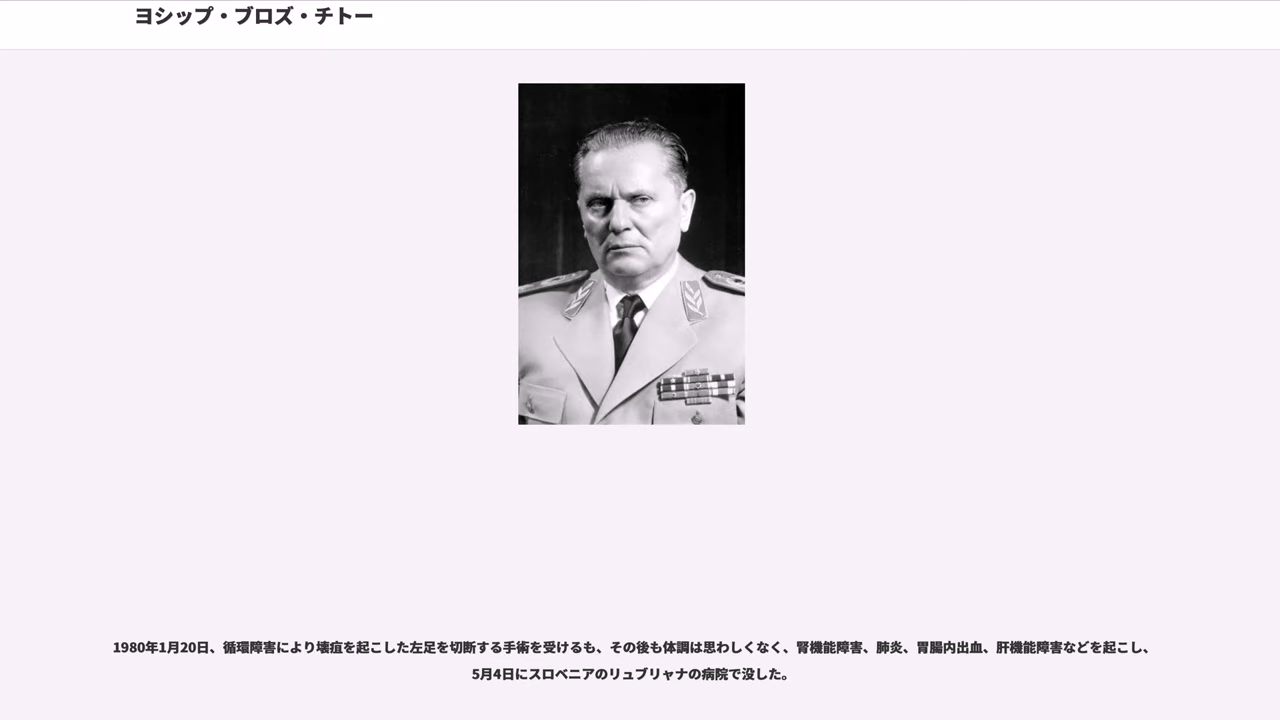 ヨシップ・ブロズ・チトー
1980年1月20日、循環障害により壊疽を起こした左足を切断する手術を受けるも、その後も体調は思わしくなく、腎機能障害、肺炎、胃腸内出血、肝機能障害などを起こし、
5月4日にスロベニアのリュブリャナの病院で没した。